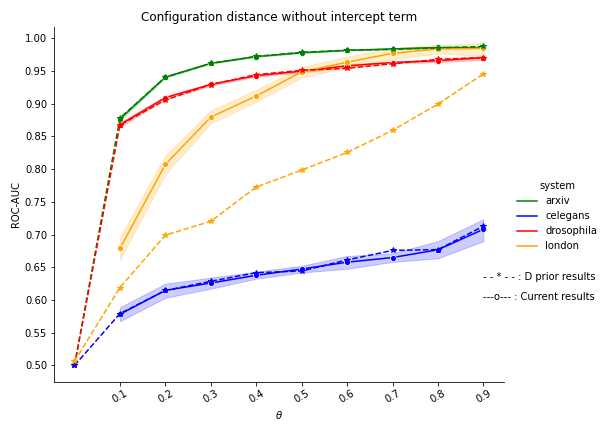 Configuration distance without intercept term
1.00
0.95
0.90
0.85
0.80
0.75
0.70
0.65
0.60
0.55
0.50
ROC-AUC
0.1
0.2
0.3
0.4
0.5
0.6
0.7
0.8
0.9
θ
system
arxiv
celegans
drosophila
london
- - * - - : D prior results
---o--- : Current results